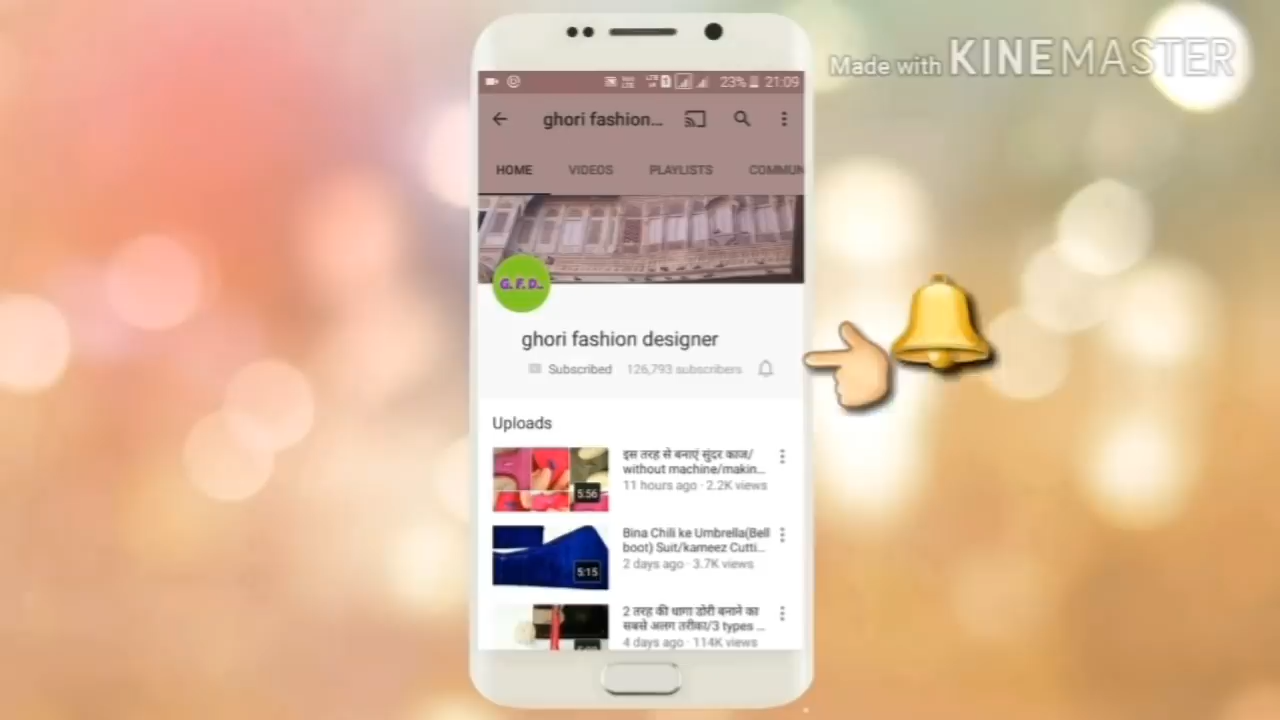 Made with KINEMASTER
23% 21:09
ghori fashion...
HOME VIDEOS PLAYLISTS COMMUN
G. F. D..
ghori fashion designer
Subscribed 126,793 subscribers
Uploads
इस तरह से बनाएं सुंदर काज/
without machine/makin...
11 hours ago · 2.2K views
5:56
Bina Chili ke Umbrella(Bell
boot) Suit/kameez Cutti...
2 days ago · 3.7K views
5:15
2 तरह की धागा डोरी बनाने का
सबसे अलग तरीका/3 types ...
4 days ago · 114K views